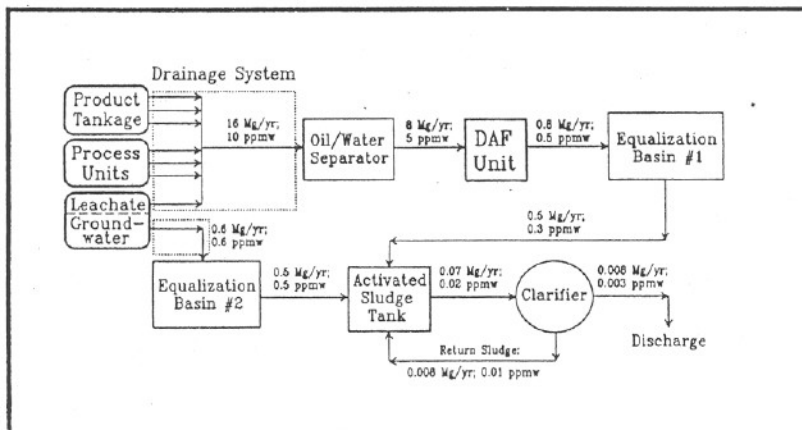 Drainage System
Product
Tankage
Process
Units
Leachate
Ground-
water
16 Mg/yr;
10 ppmw
Oil/Water
Separator
8 Mg/yr;
5 ppmw
DAF
Unit
0.8 Mg/yr;
0.5 ppmw
Equalization
Basin #1
0.5 Mg/yr;
0.3 ppmw
0.6 Mg/yr;
0.6 ppmw
Equalization
Basin #2
0.5 Mg/yr;
0.5 ppmw
Activated
Sludge
Tank
0.07 Mg/yr;
0.02 ppmw
Clarifier
0.008 Mg/yr;
0.003 ppmw
Discharge
Return Sludge:
0.008 Mg/yr; 0.01 ppmw